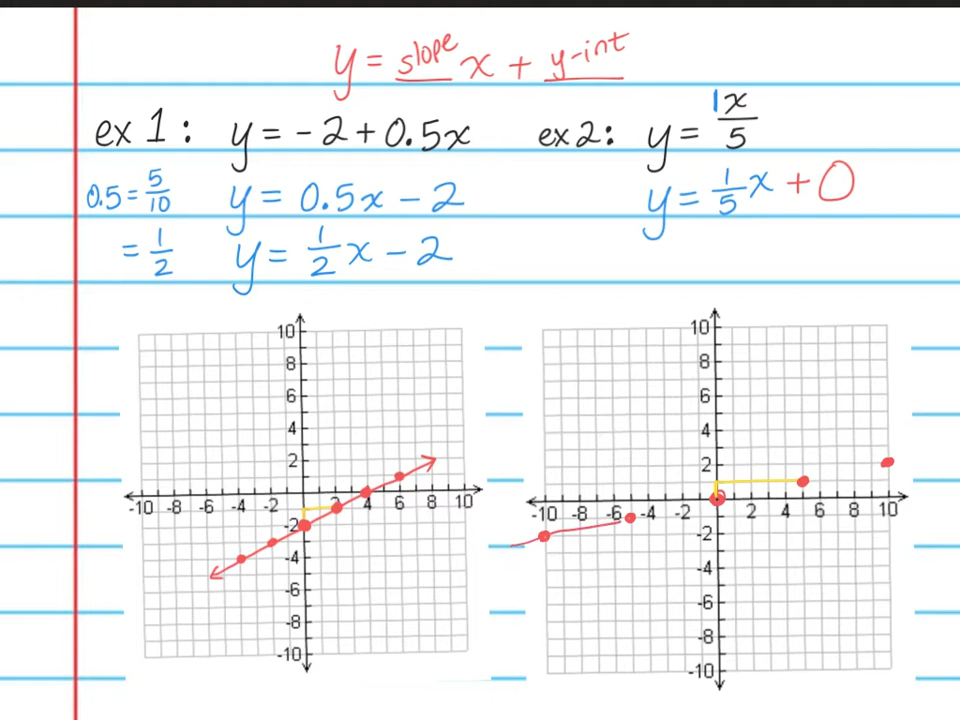 y = slope x + y-int
ex 1: y = -2 + 0.5x
0.5 = 5/10 y = 0.5x - 2
= 1/2 y = 1/2 x - 2
ex 2: y = 1x/5
y = 1/5 x + 0
10
8
6
4
2
-10 -8 -6 -4 -2 2 4 6 8 10
-2
-4
-6
-8
-10
10
8
6
4
2
-10 -8 -6 -4 -2 2 4 6 8 10
-2
-4
-6
-8
-10